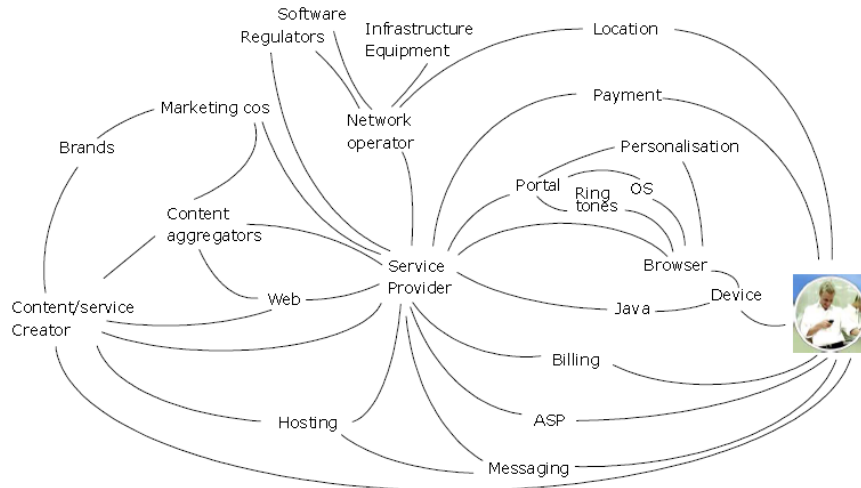 Software
Regulators
Infrastructure
Equipment
Location
Marketing cos
Payment
Network
operator
Brands
Personalisation
Portal
OS
Ring
tones
Content
aggregators
Service
Provider
Browser
Content/service
Creator
Web
Java
Device
Billing
Hosting
ASP
Messaging